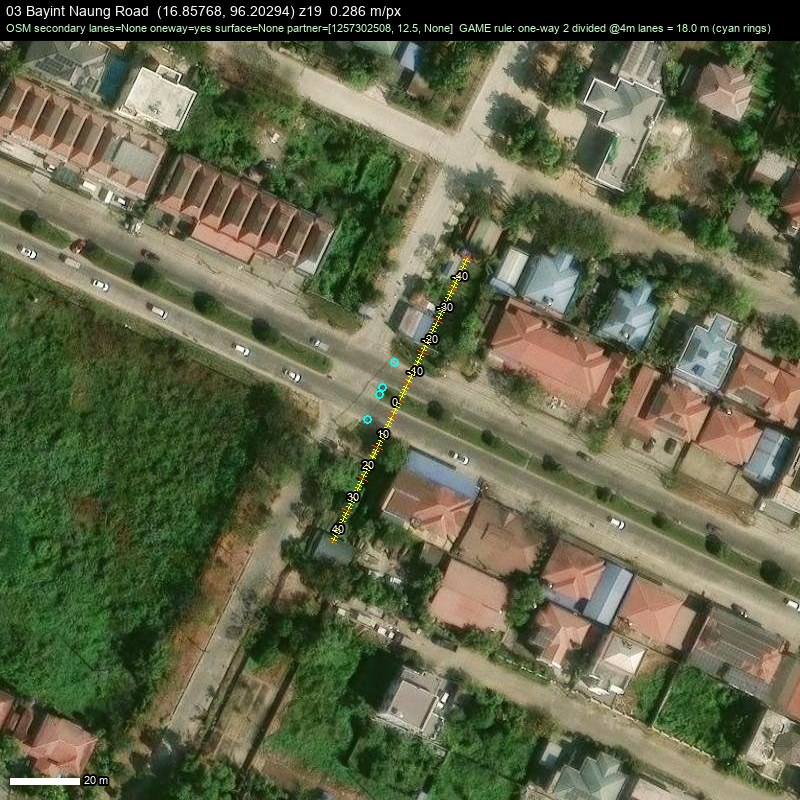 03 Bayint Naung Road  (16.85768, 96.20294) z19  0.286 m/px
OSM secondary lanes=None oneway=yes surface=None partner=[1257302508, 12.5, None]  GAME rule: one-way 2 divided @4m lanes = 18.0 m (cyan rings)
-40
-30
-20
-10
0
10
20
30
20 m